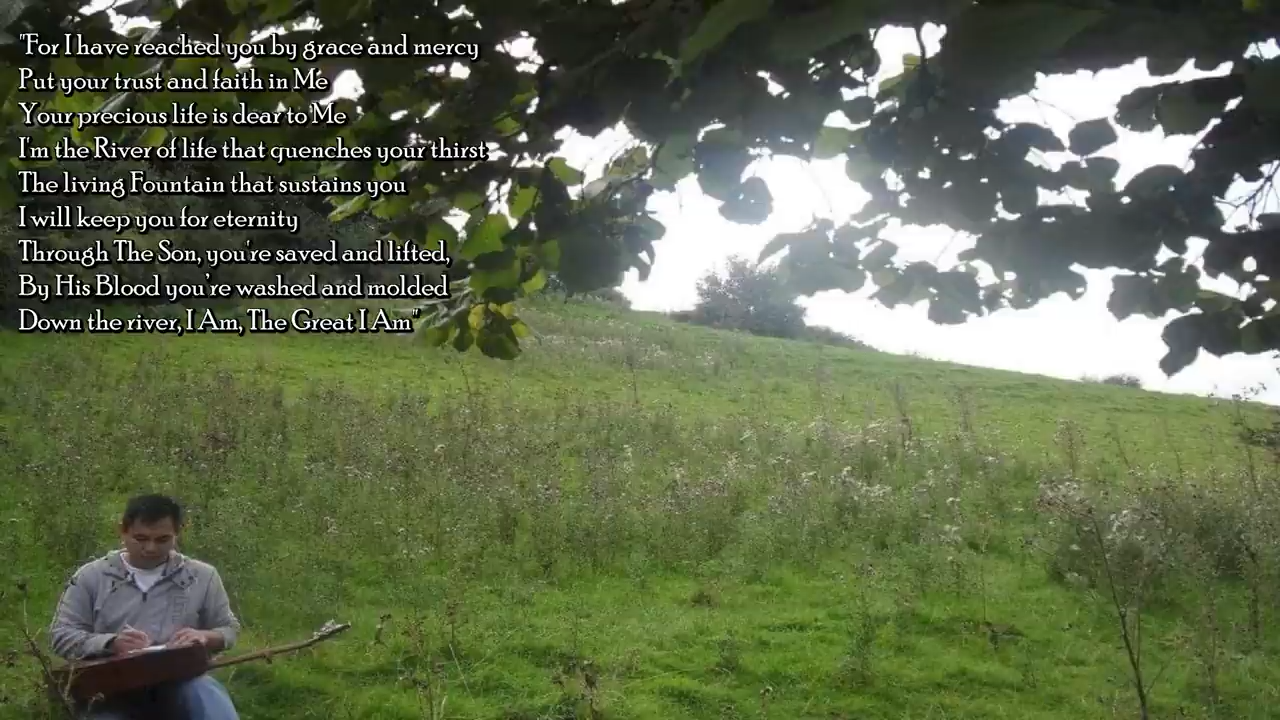 "For I have reached you by grace and mercy
Put your trust and faith in Me
Your precious life is dear to Me
I'm the River of life that quenches your thirst
The living Fountain that sustains you
I will keep you for eternity
Through The Son, you're saved and lifted,
By His Blood you're washed and molded
Down the river, I Am, The Great I Am"